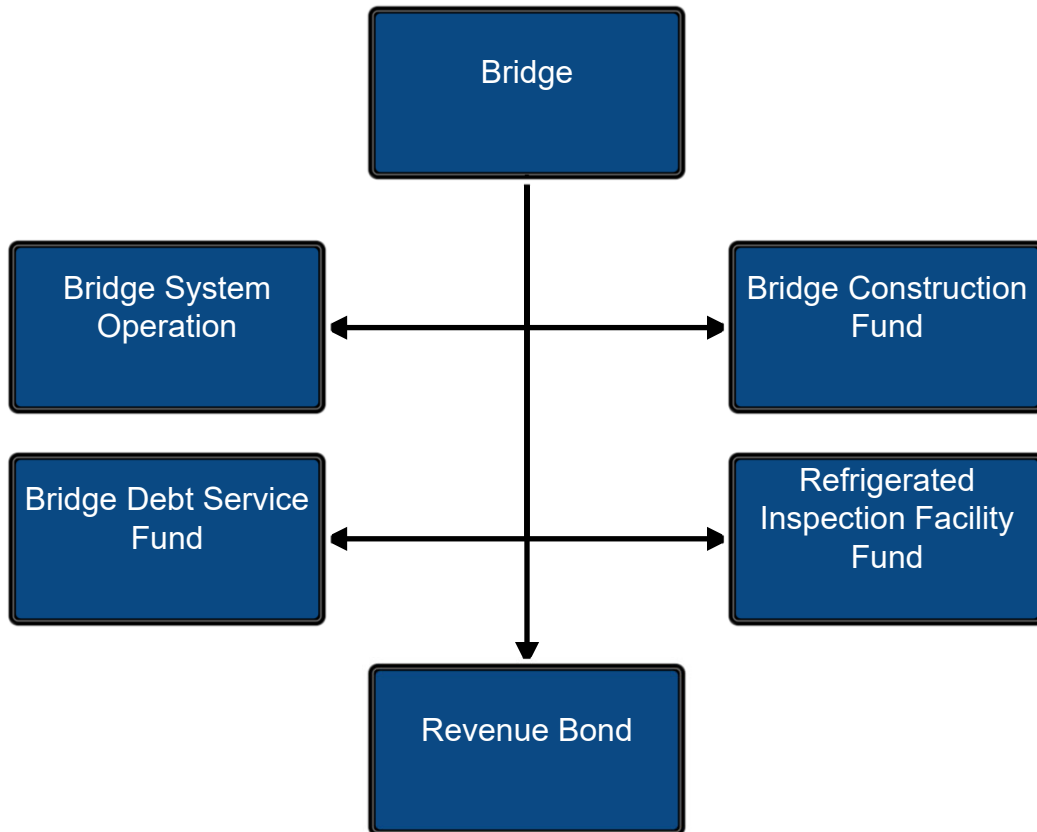 Bridge
Bridge System
Operation
Bridge Construction
Fund
Bridge Debt Service
Fund
Refrigerated
Inspection Facility
Fund
Revenue Bond